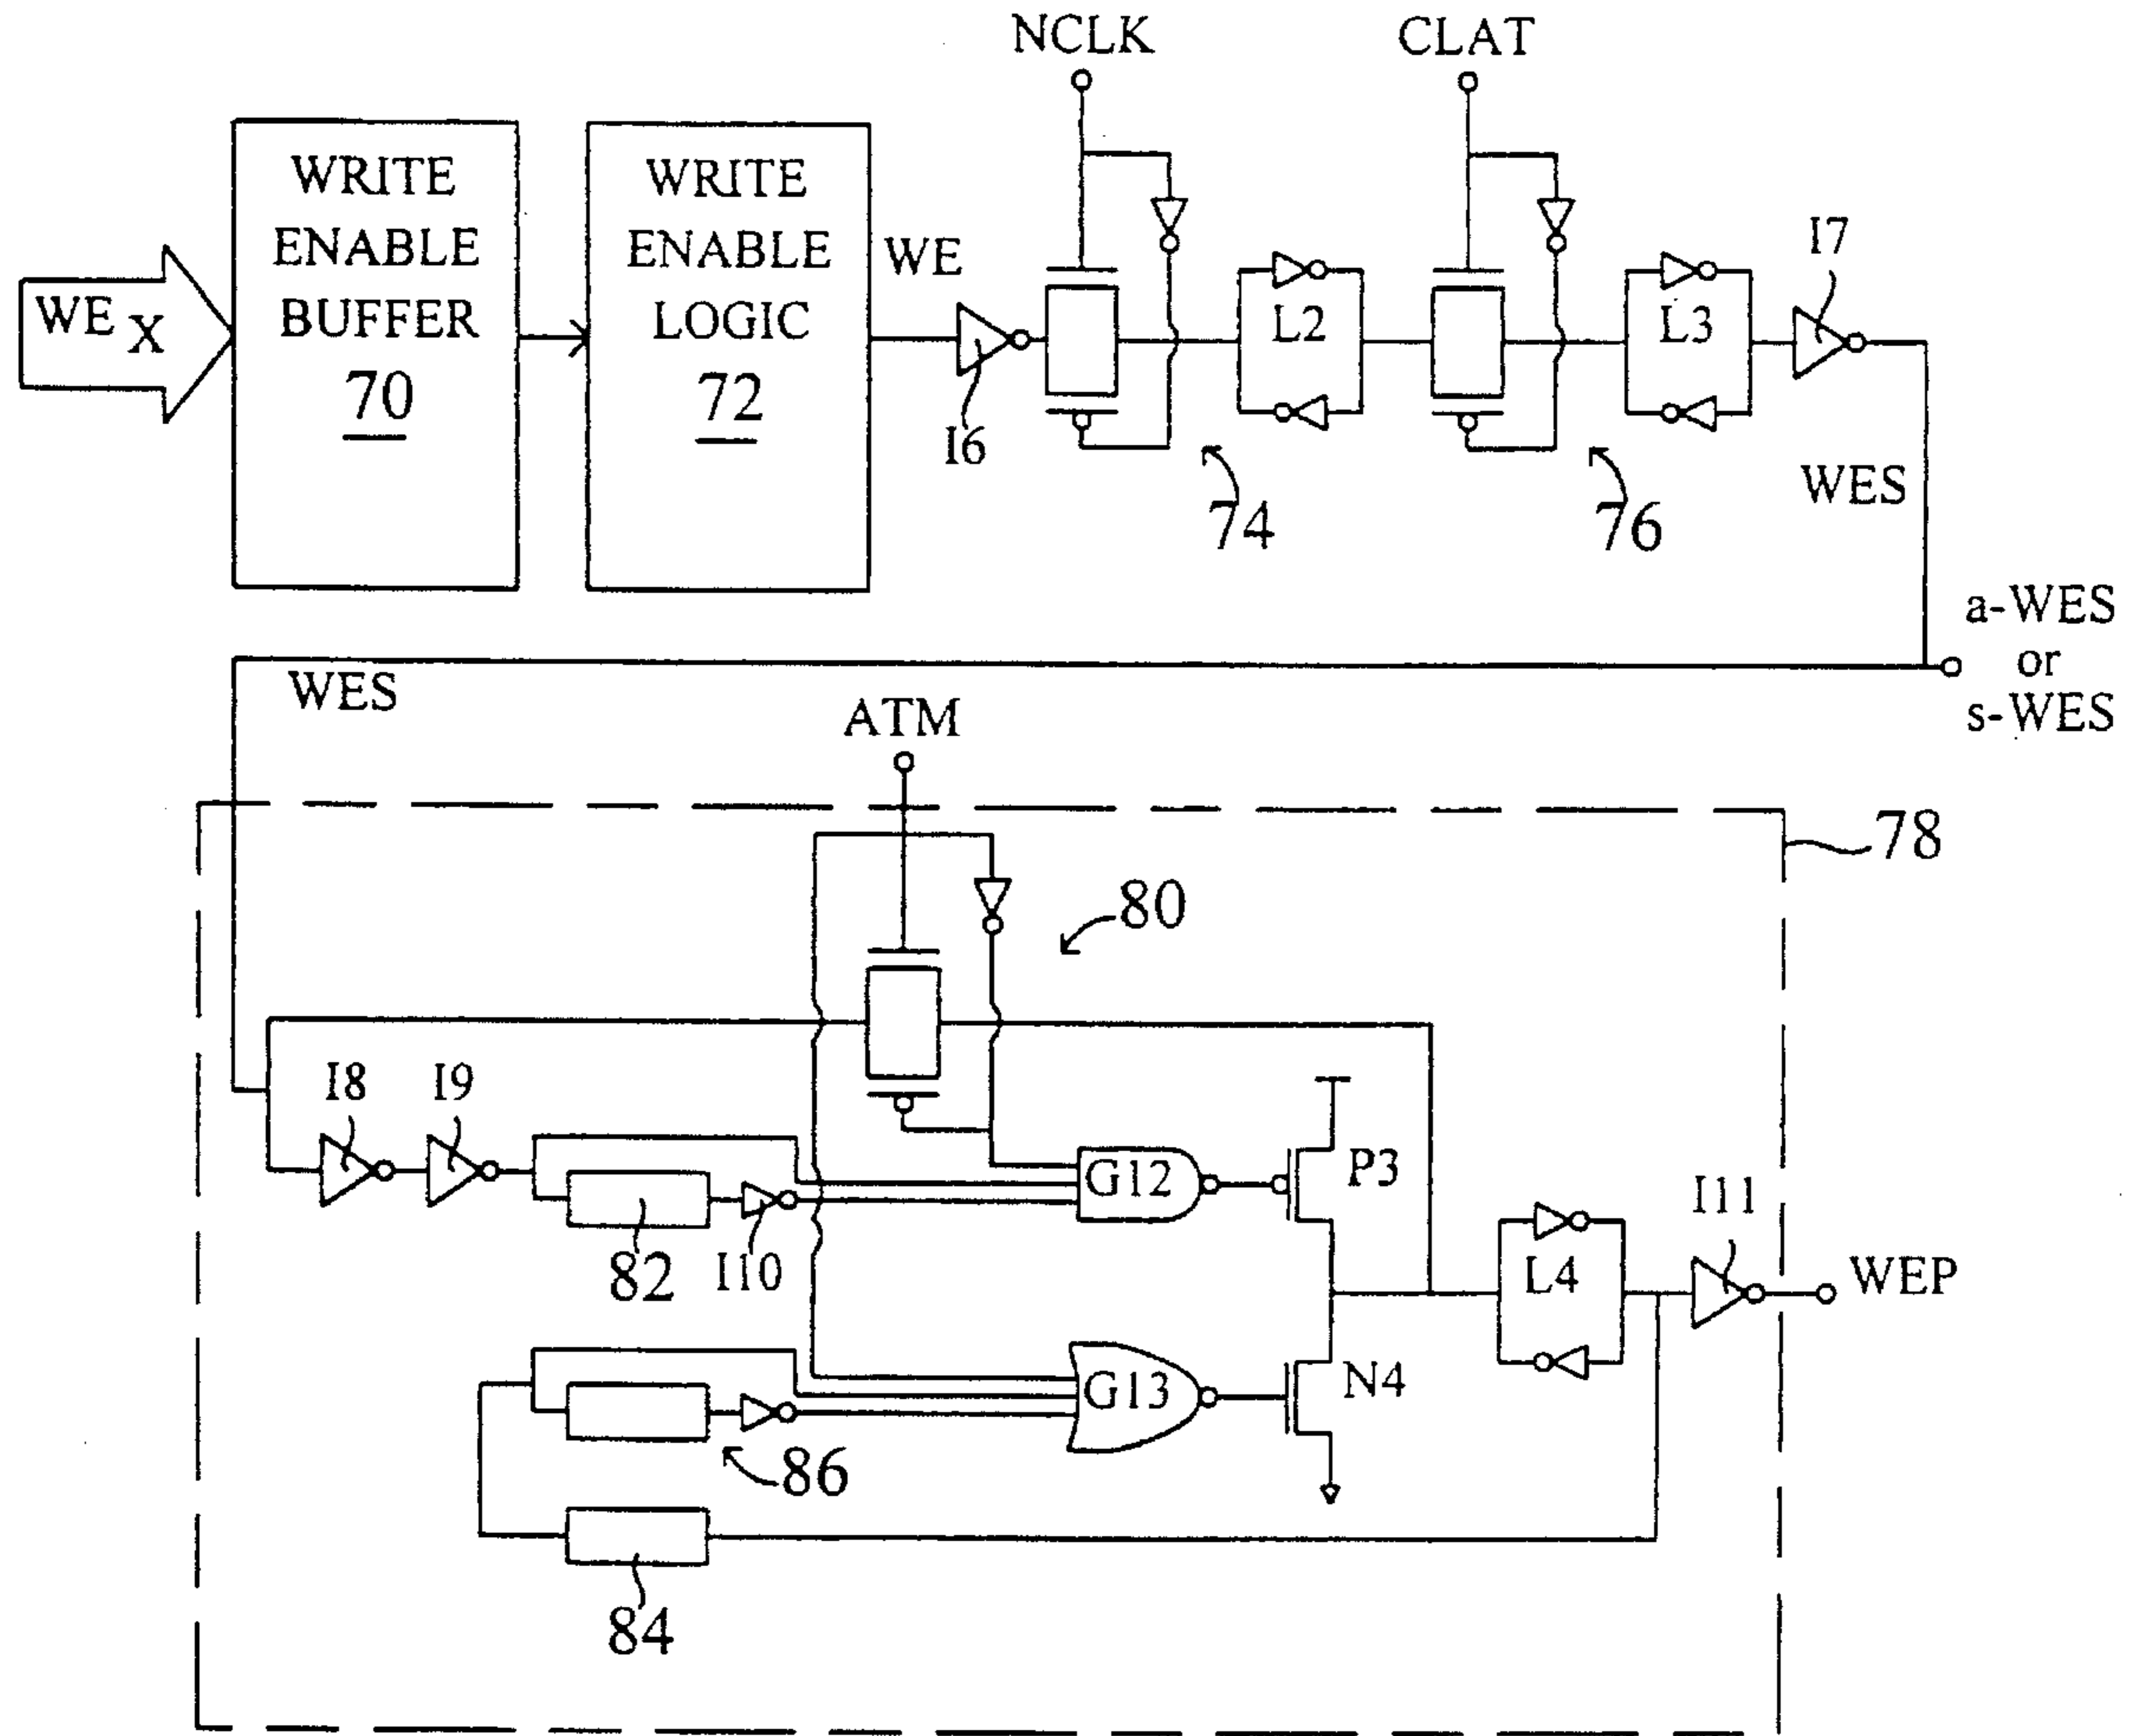 NCLK
CLAT
WRITE
ENABLE
BUFFER
70
WRITE
ENABLE
LOGIC
72
WE X
WE
I6
L2
L3
I7
74
76
WES
a-WES
or
s-WES
WES
ATM
78
80
I8
I9
G12
P3
82
I10
L4
I11
WEP
G13
N4
86
84